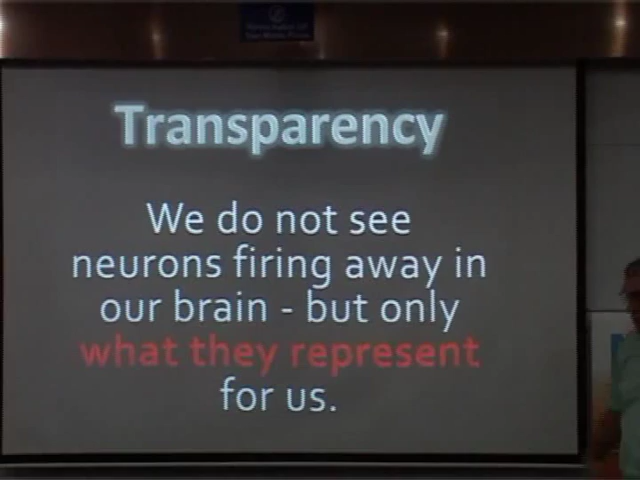 Transparency
We do not see
neurons firing away in
our brain - but only
what they represent
for us.